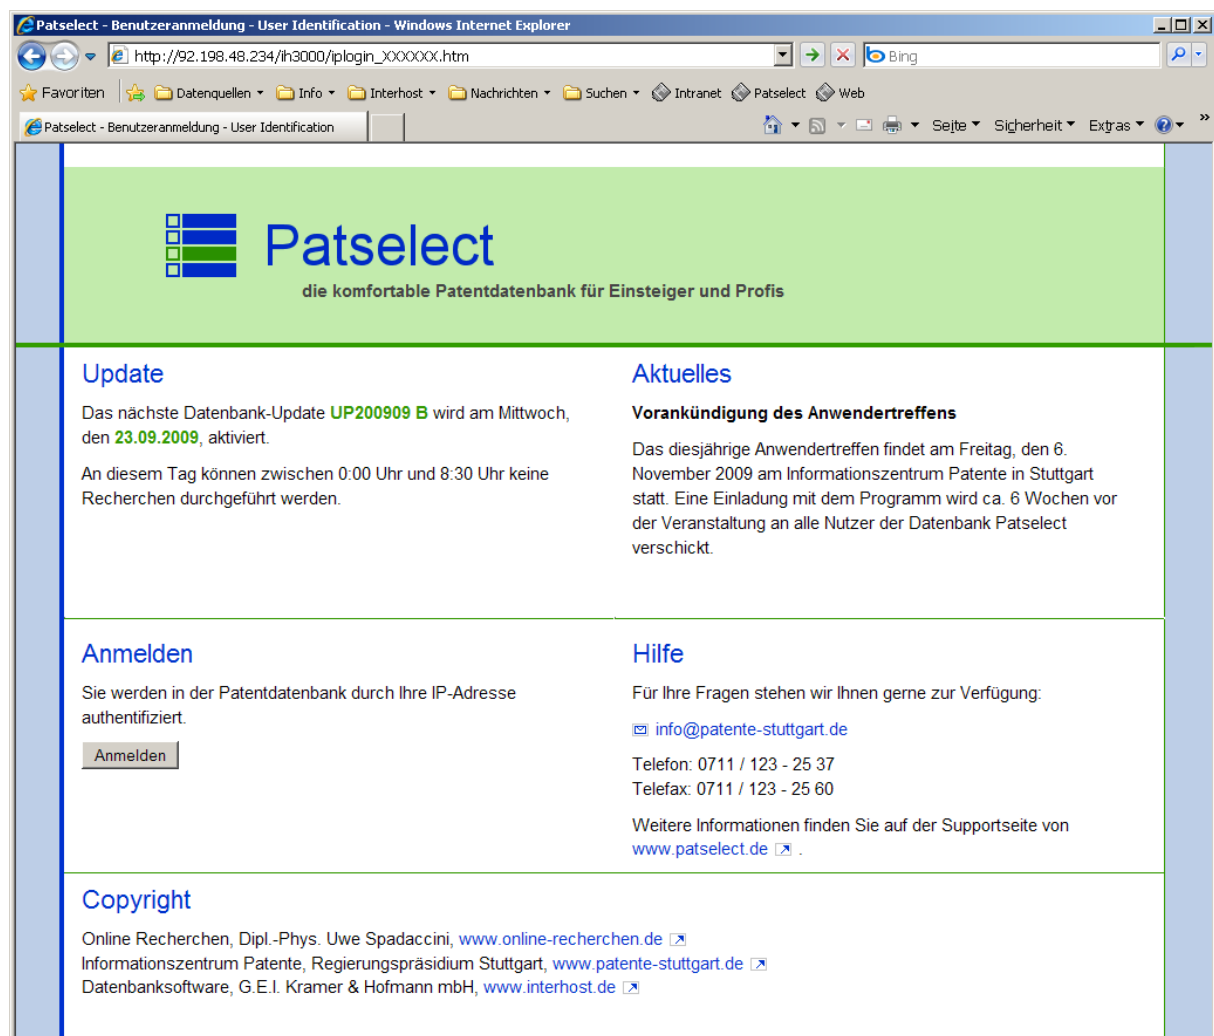 Patselect - Benutzeranmeldung - User Identification - Windows Internet Explorer
http://92.198.48.234/ih3000/iplogin_XXXXXX.htm
Bing
Favoriten Datenquellen Info Interhost Nachrichten Suchen Intranet Patselect Web
Patselect - Benutzeranmeldung - User Identification
Seite Sicherheit Extras »
Patselect
die komfortable Patentdatenbank für Einsteiger und Profis
Update
Das nächste Datenbank-Update UP200909 B wird am Mittwoch,
den 23.09.2009, aktiviert.
An diesem Tag können zwischen 0:00 Uhr und 8:30 Uhr keine
Recherchen durchgeführt werden.
Aktuelles
Vorankündigung des Anwendertreffens
Das diesjährige Anwendertreffen findet am Freitag, den 6.
November 2009 am Informationszentrum Patente in Stuttgart
statt. Eine Einladung mit dem Programm wird ca. 6 Wochen vor
der Veranstaltung an alle Nutzer der Datenbank Patselect
verschickt.
Anmelden
Sie werden in der Patentdatenbank durch Ihre IP-Adresse
authentifiziert.
Anmelden
Hilfe
Für Ihre Fragen stehen wir Ihnen gerne zur Verfügung:
info@patente-stuttgart.de
Telefon: 0711 / 123 - 25 37
Telefax: 0711 / 123 - 25 60
Weitere Informationen finden Sie auf der Supportseite von
www.patselect.de .
Copyright
Online Recherchen, Dipl.-Phys. Uwe Spadaccini, www.online-recherchen.de
Informationszentrum Patente, Regierungspräsidium Stuttgart, www.patente-stuttgart.de
Datenbanksoftware, G.E.I. Kramer & Hofmann mbH, www.interhost.de